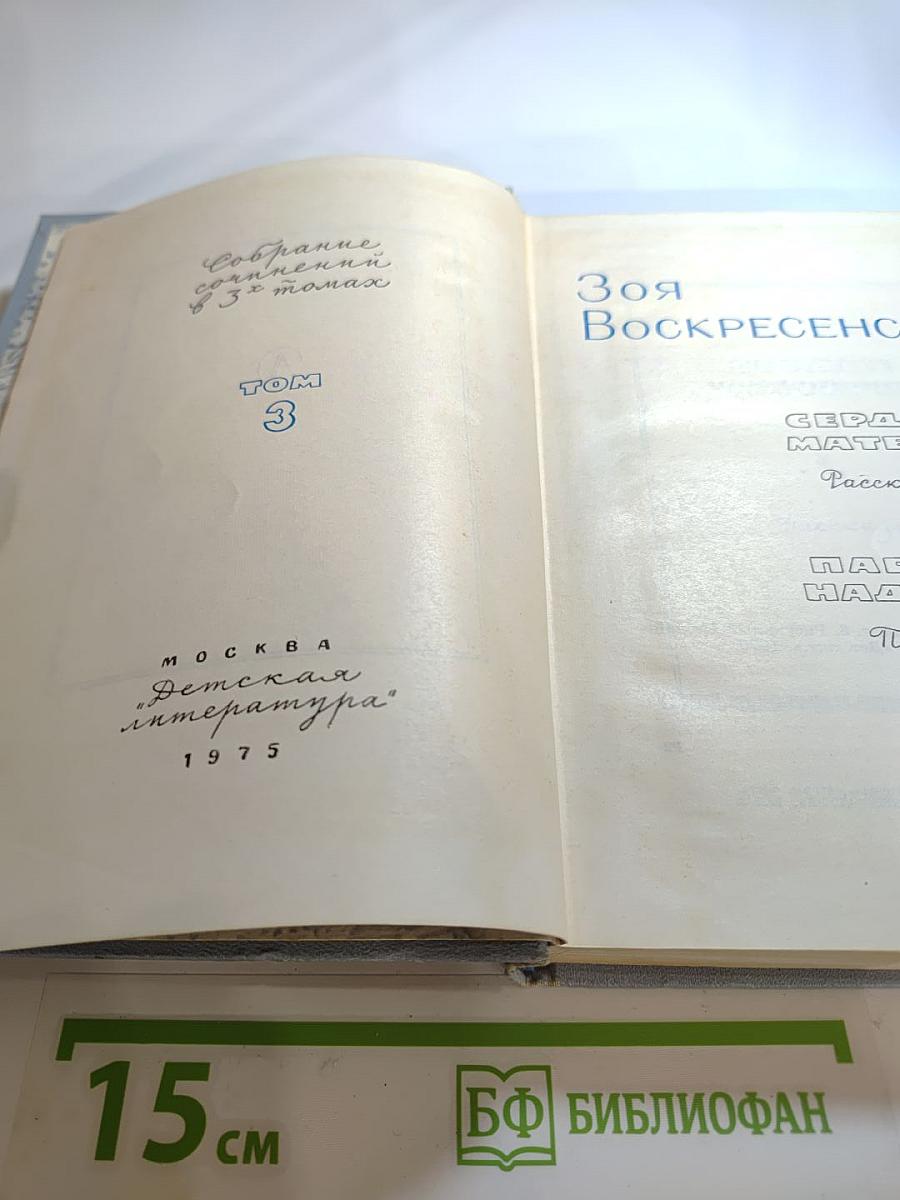 Собрание
сочинений
в 3х томах
ТОМ
3
МОСКВА
"Детская
литература"
1975
Зоя
ВОСКРЕСЕНС
СЕРД
МАТЕ
Расск
НАД
П
15 см
БФ БИБЛИОФАН